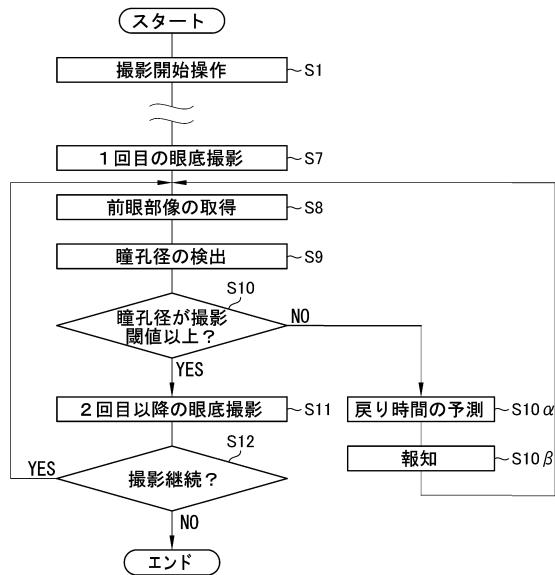 スタート
撮影開始操作
S1
1回目の眼底撮影
S7
前眼部像の取得
S8
瞳孔径の検出
S9
S10
瞳孔径が撮影
閾値以上?
NO
YES
2回目以降の眼底撮影
S11
戻り時間の予測
S10α
S12
撮影継続?
YES
報知
S10β
NO
エンド